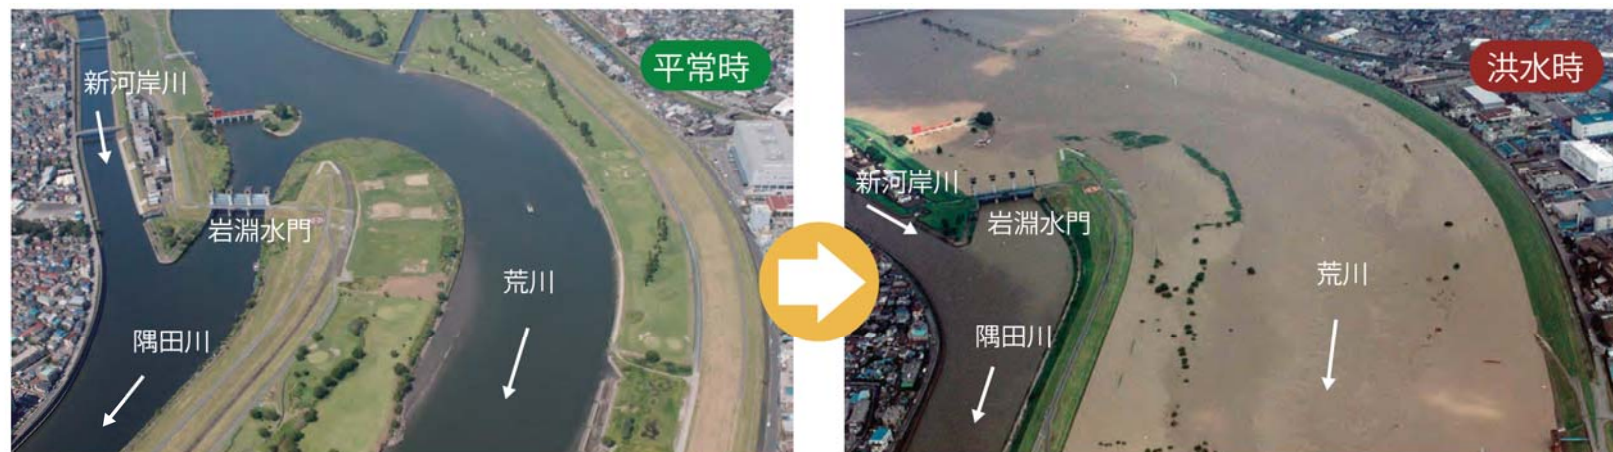 平常時
新河岸川
岩淵水門
荒川
隅田川
洪水時
新河岸川
岩淵水門
荒川
隅田川